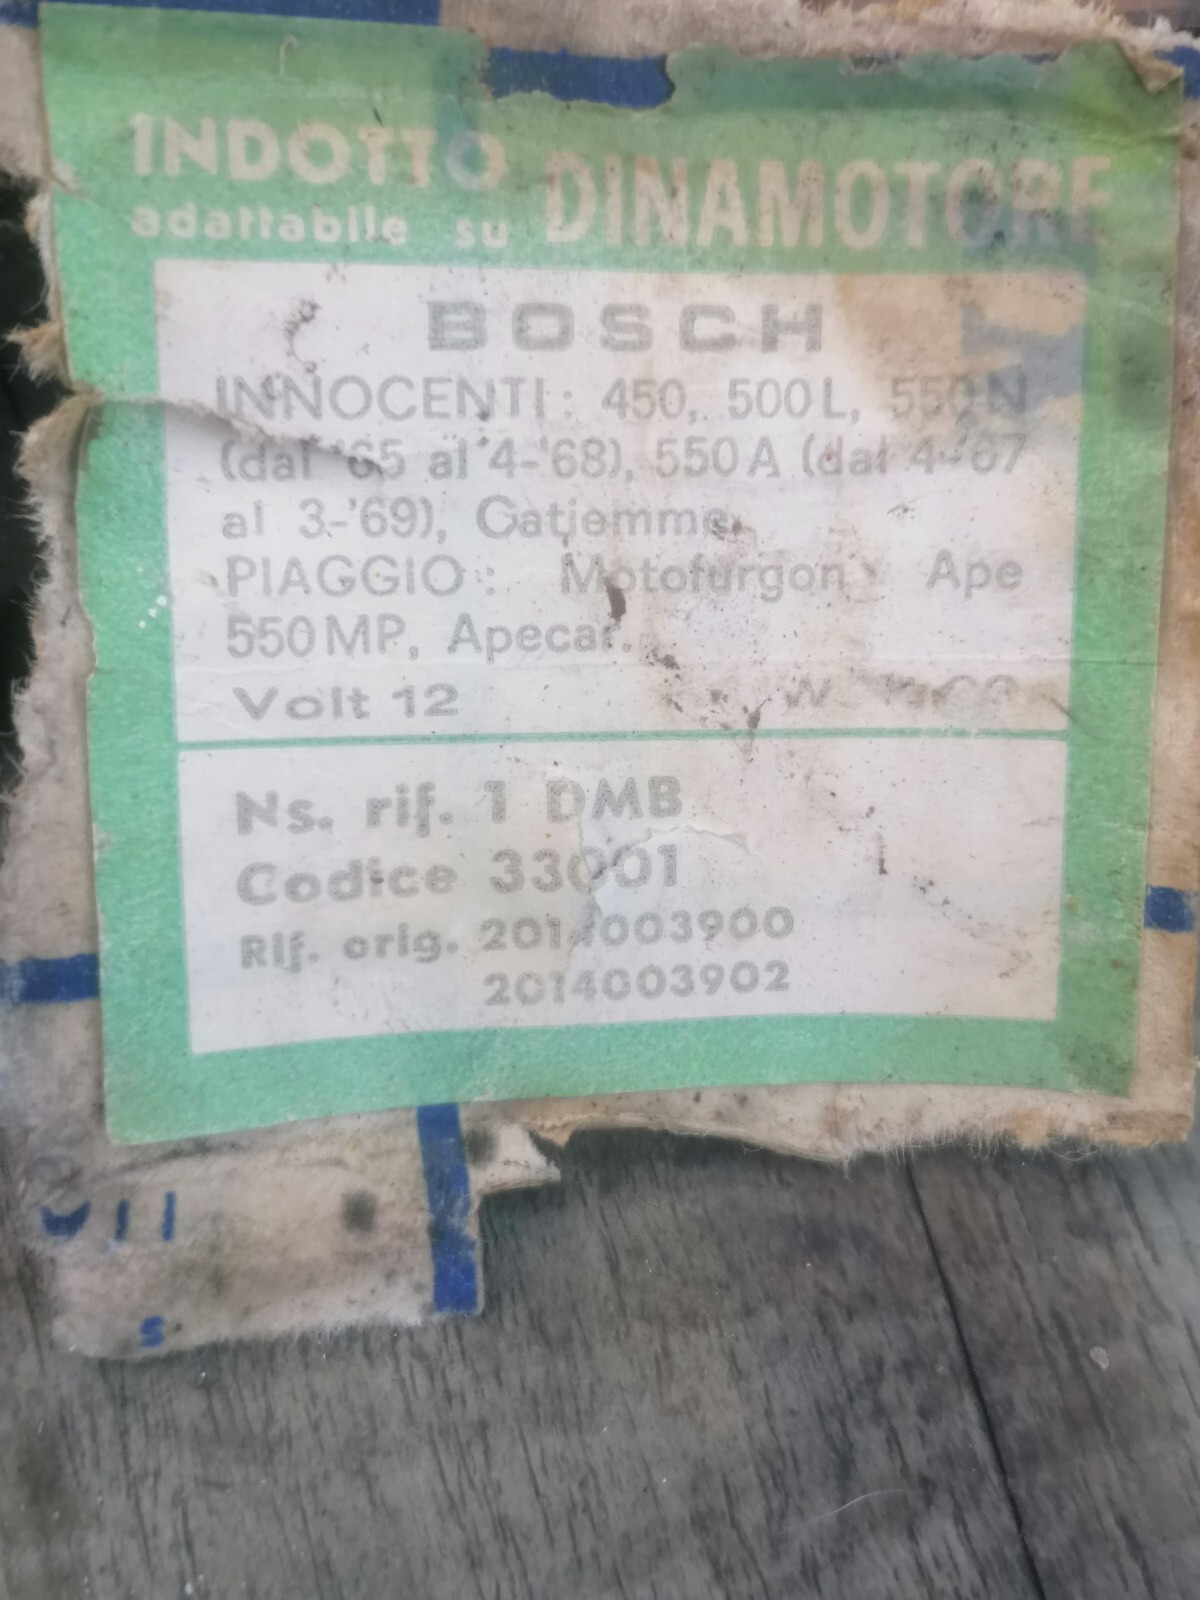 INDOTTO
adattabile su DINAMOTORE
BOSCH
INNOCENTI: 450, 500L, 550N
(dal '65 al 4-'68), 550A (dal 4-'67
al 3-'69),
PIAGGIO: Motofurgon Ape
550MP, Apecar.
Volt 12 W
Ns. rif. 1 DMB
Codice 33001
Rif. orig. 2014003900
2014003902
s